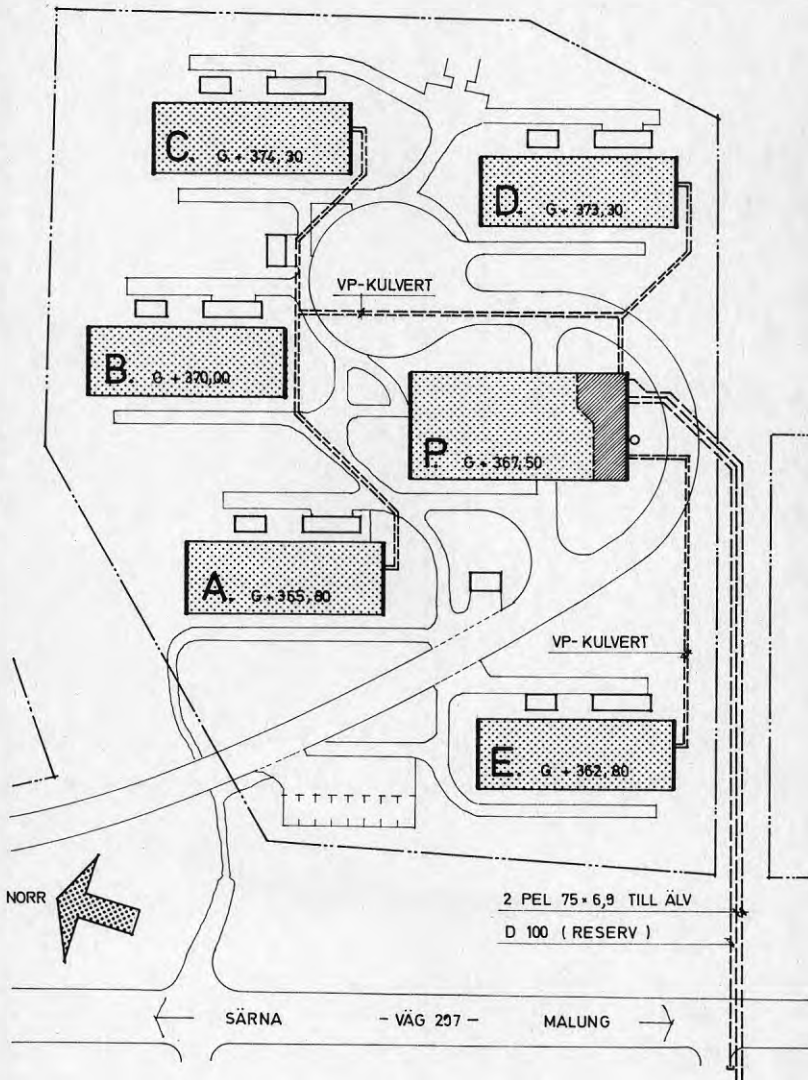 C. G + 374,30
D. G + 373,30
VP-KULVERT
B. G + 370,00
P. G + 367,50
A. G + 365,80
VP- KULVERT
E. G + 362,80
NORR
2 PEL 75 × 6,9 TILL ÄLV
D 100 ( RESERV )
SÄRNA - VÄG 297 - MALUNG